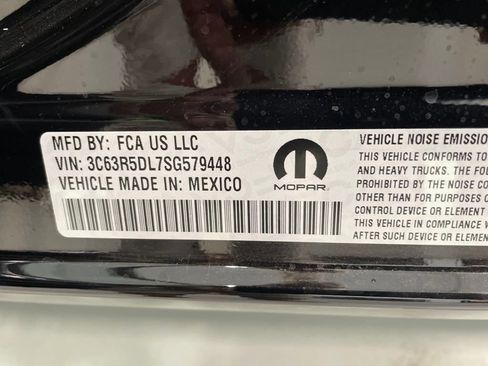 MFD BY: FCA US LLC
VIN: 3C63R5DL7SG579448
VEHICLE MADE IN: MEXICO
MOPAR
VEHICLE NOISE EMISSION
THIS VEHICLE CONFORMS TO
AND HEAVY TRUCKS. THE FOL
PROHIBITED BY THE NOISE CO
OTHER THAN FOR PURPOSES O
CONTROL DEVICE OR ELEMENT
THIS VEHICLE IN COMPLIANCE W
AFTER SUCH DEVICE OR ELEMEN